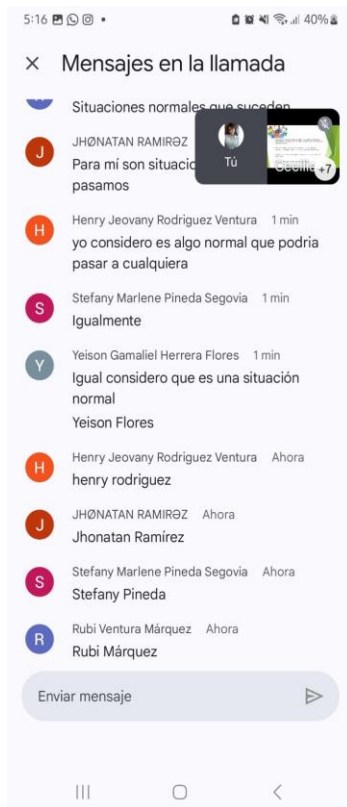 5:16
40%
× Mensajes en la llamada
Situaciones normales que suceden
J
JHØNATAN RAMIRƏZ
Para mí son
pasamos
Tú
+7
H
Henry Jeovany Rodriguez Ventura 1 min
yo considero es algo normal que podria
pasar a cualquiera
S
Stefany Marlene Pineda Segovia 1 min
Igualmente
Y
Yeison Gamaliel Herrera Flores 1 min
Igual considero que es una situación
normal
Yeison Flores
H
Henry Jeovany Rodriguez Ventura Ahora
henry rodriguez
J
JHØNATAN RAMIRƏZ Ahora
Jhonatan Ramírez
S
Stefany Marlene Pineda Segovia Ahora
Stefany Pineda
R
Rubi Ventura Márquez Ahora
Rubi Márquez
Enviar mensaje